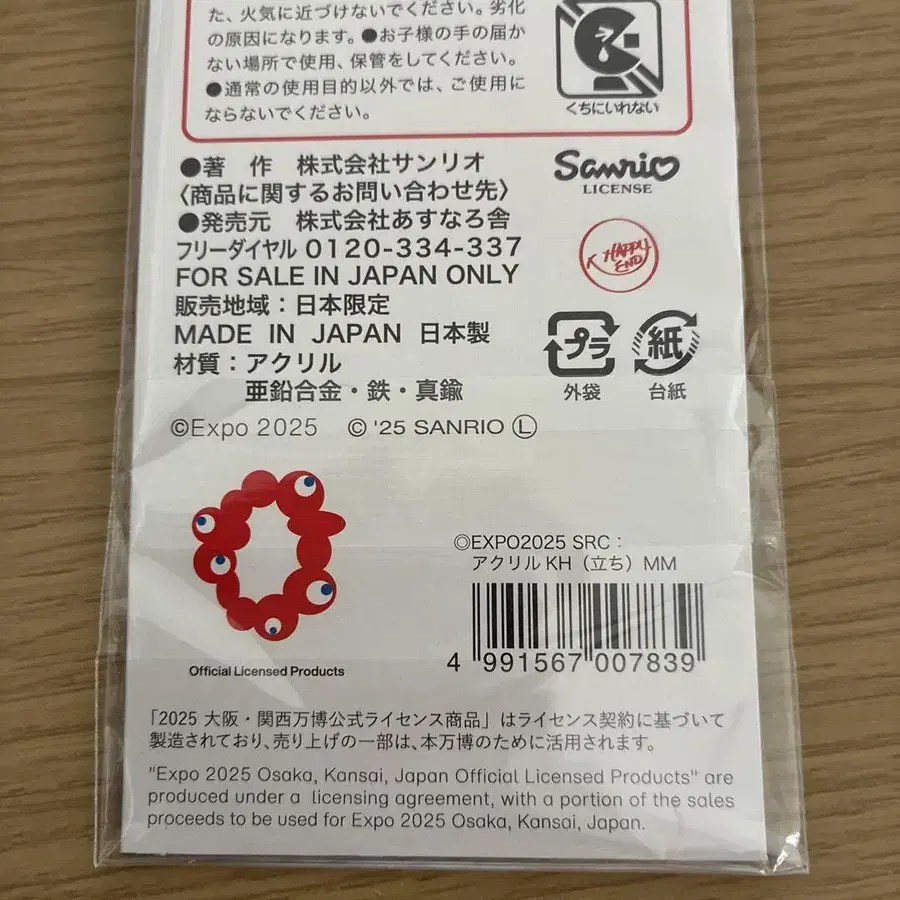 た、火気に近づけないでください。劣化
の原因になります。●お子様の手の届か
ない場所で使用、保管をしてください。
●通常の使用目的以外では、ご使用に
ならないでください。
くちにいれない
●著 作 株式会社サンリオ
〈商品に関するお問い合わせ先〉
●発売元 株式会社あすなろ舎
フリーダイヤル 0120-334-337
FOR SALE IN JAPAN ONLY
販売地域：日本限定
MADE IN JAPAN 日本製
材質：アクリル
亜鉛合金・鉄・真鍮
Sanrio
LICENSE
K HAPPY
END
プラ
外袋
紙
台紙
©Expo 2025 © '25 SANRIO Ⓛ
Official Licensed Products
◎EXPO2025 SRC：
アクリル KH（立ち）MM
4 991567 007839
「2025 大阪・関西万博公式ライセンス商品」はライセンス契約に基づいて
製造されており、売り上げの一部は、本万博のために活用されます。
"Expo 2025 Osaka, Kansai, Japan Official Licensed Products" are
produced under a licensing agreement, with a portion of the sales
proceeds to be used for Expo 2025 Osaka, Kansai, Japan.